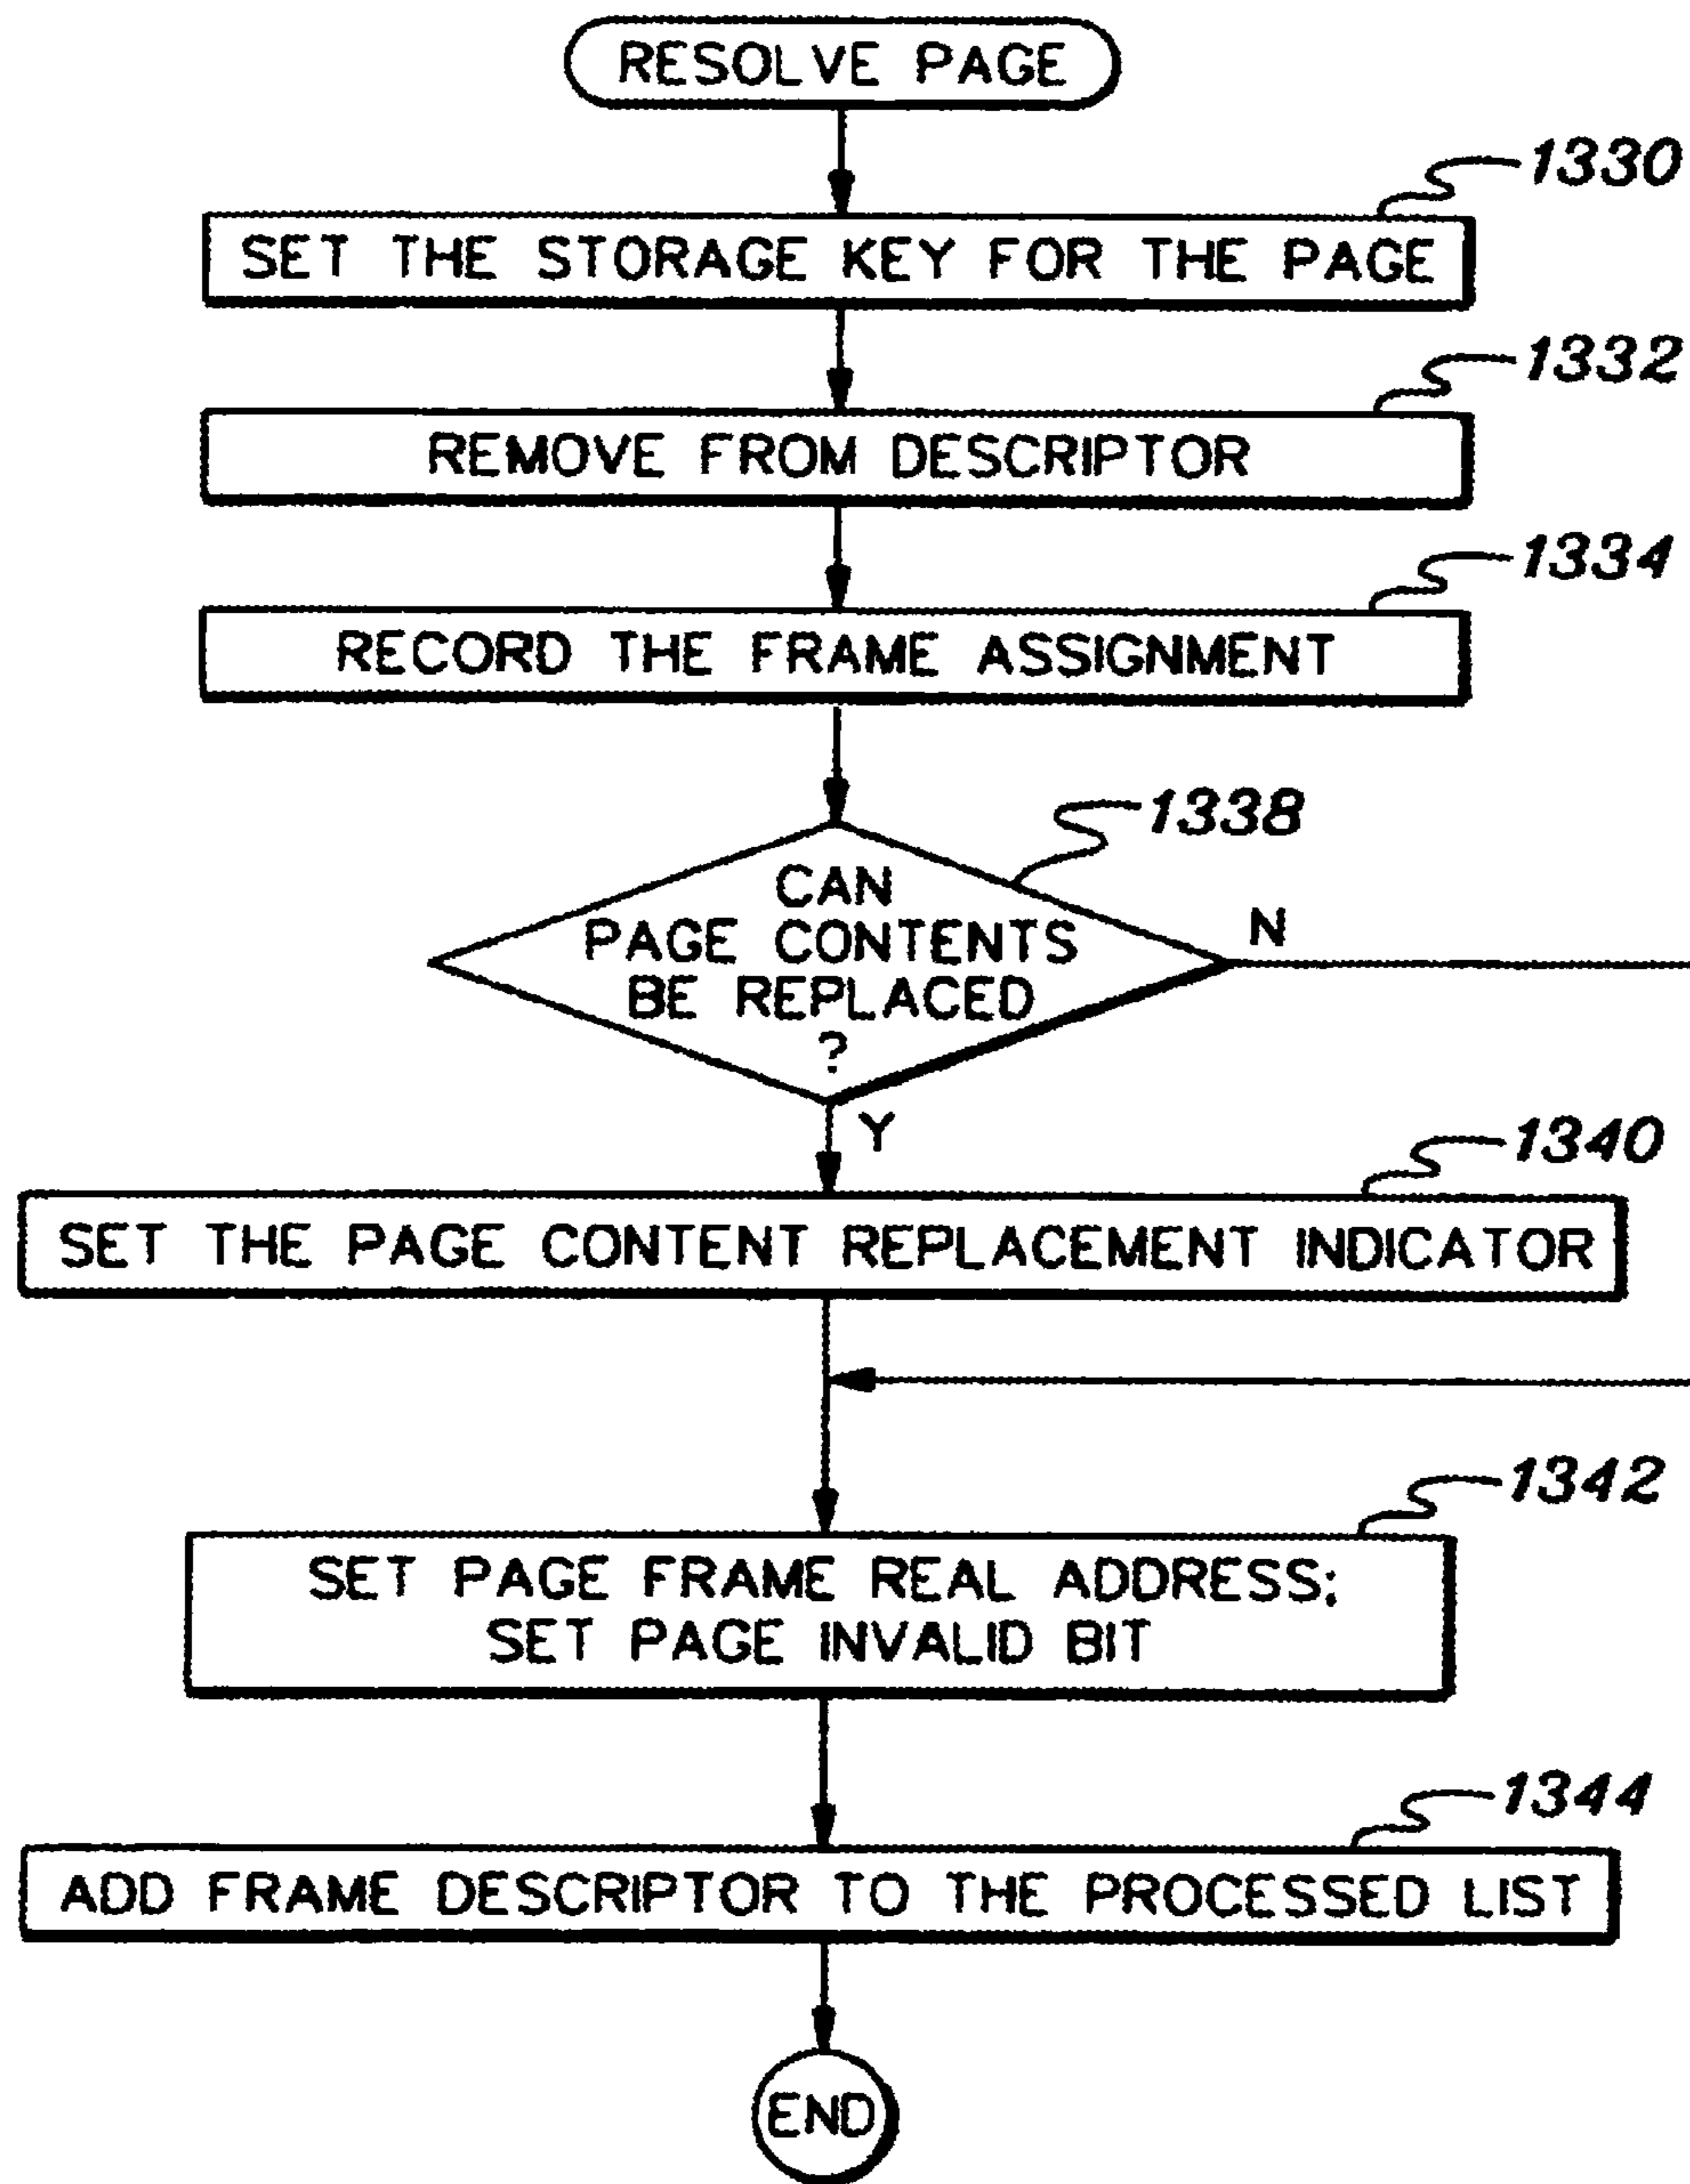 RESOLVE PAGE
1330
SET THE STORAGE KEY FOR THE PAGE
1332
REMOVE FROM DESCRIPTOR
1334
RECORD THE FRAME ASSIGNMENT
1338
CAN
PAGE CONTENTS
BE REPLACED
?
N
Y
1340
SET THE PAGE CONTENT REPLACEMENT INDICATOR
1342
SET PAGE FRAME REAL ADDRESS;
SET PAGE INVALID BIT
1344
ADD FRAME DESCRIPTOR TO THE PROCESSED LIST
END